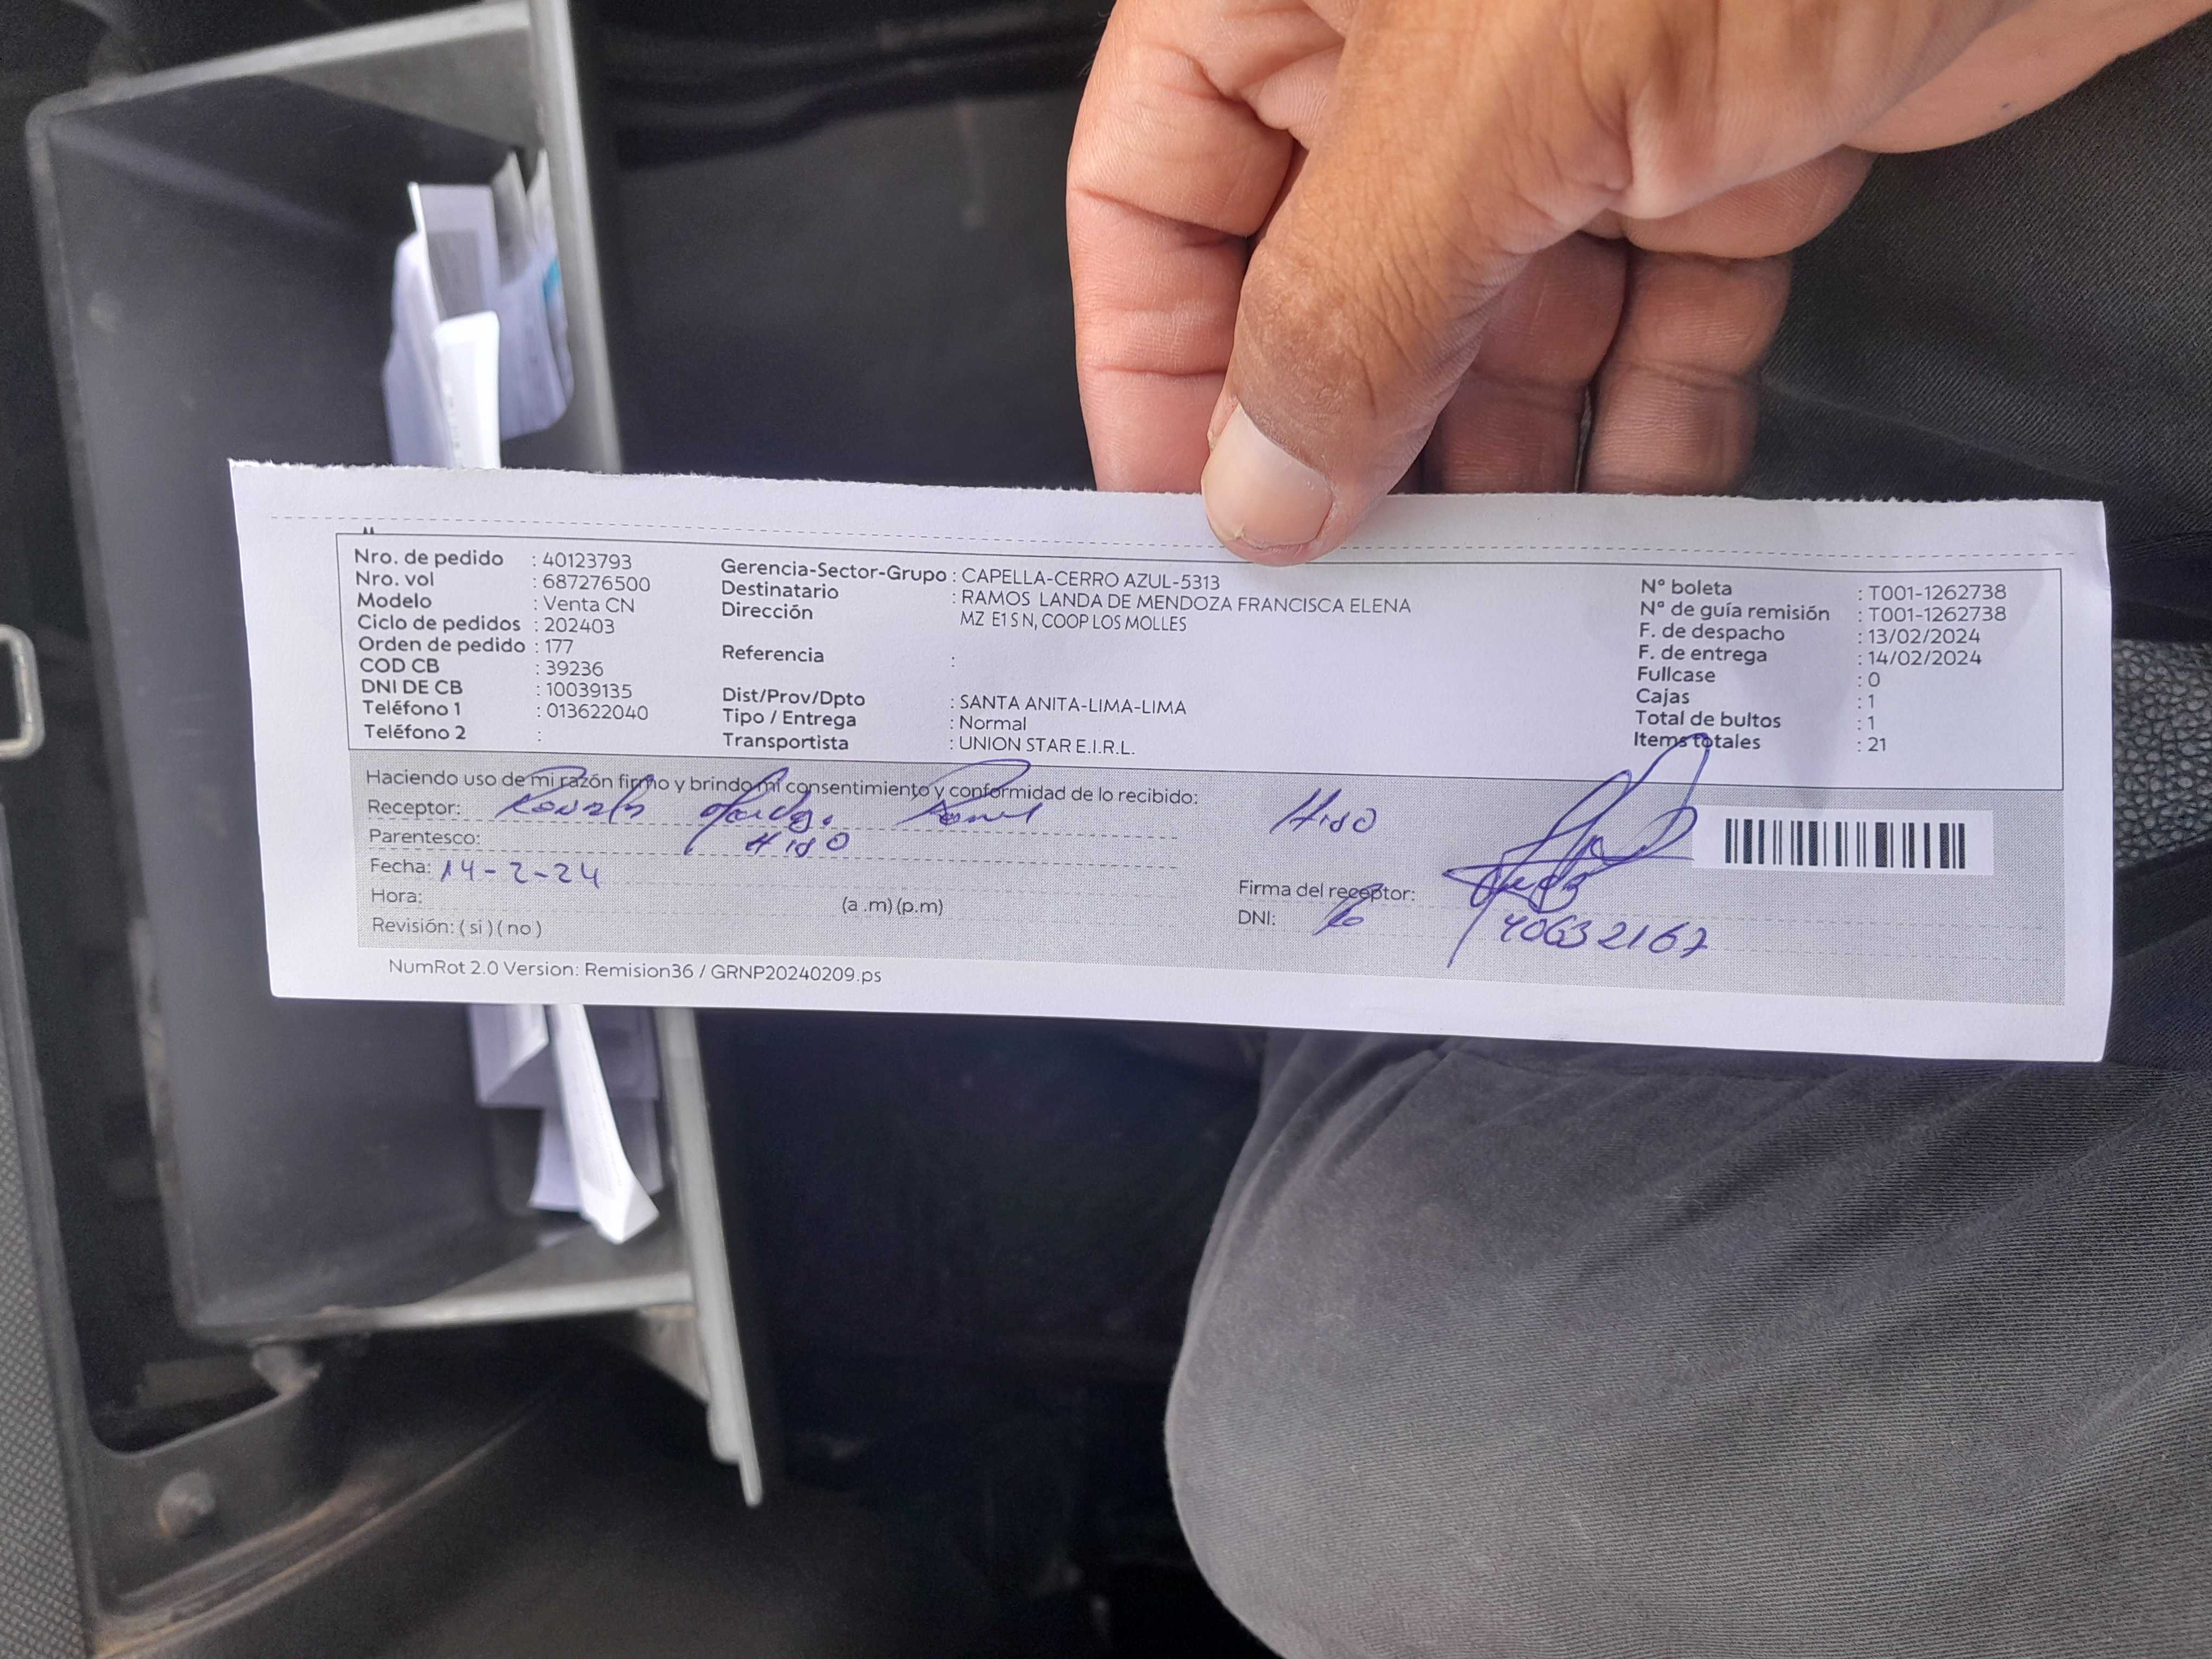 Nro. de pedido : 40123793
Nro. vol : 687276500
Modelo : Venta CN
Ciclo de pedidos : 202403
Orden de pedido : 177
COD CB : 39236
DNI DE CB : 10039135
Teléfono 1 : 013622040
Teléfono 2 :
Gerencia-Sector-Grupo : CAPELLA-CERRO AZUL-5313
Destinatario : RAMOS LANDA DE MENDOZA FRANCISCA ELENA
Dirección MZ E1 S N, COOP LOS MOLLES
Referencia :
Dist/Prov/Dpto : SANTA ANITA-LIMA-LIMA
Tipo / Entrega : Normal
Transportista : UNION STAR E.I.R.L.
Nº boleta : T001-1262738
Nº de guía remisión : T001-1262738
F. de despacho : 13/02/2024
F. de entrega : 14/02/2024
Fullcase : 0
Cajas : 1
Total de bultos : 1
Items totales : 21
Haciendo uso de mi razón firmo y brindo mi consentimiento y conformidad de lo recibido:
Receptor: HIJO
Parentesco: HIJO
Fecha: 14-2-24
Hora: (a .m) (p.m)
Revisión: ( si ) ( no )
Firma del receptor:
DNI: 40632167
NumRot 2.0 Version: Remision36 / GRNP20240209.ps